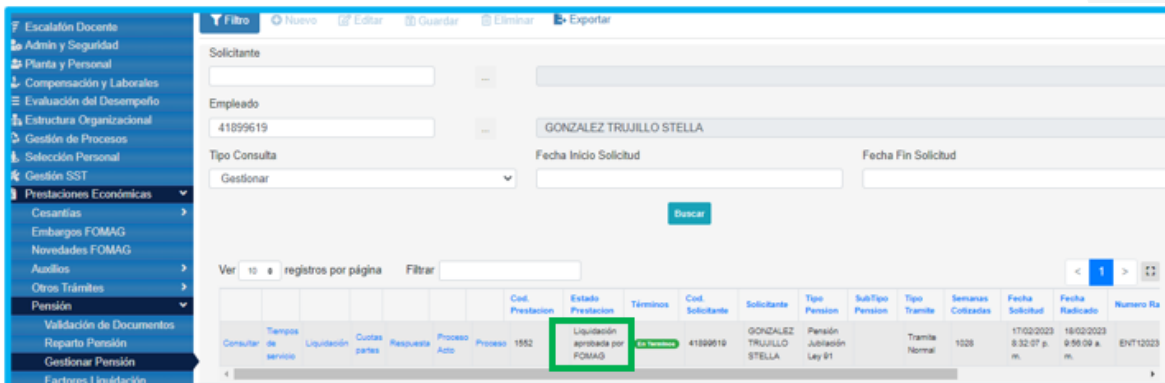 Escalafón Docente
Admin y Seguridad
Planta y Personal
Compensación y Laborales
Evaluación del Desempeño
Estructura Organizacional
Gestión de Procesos
Selección Personal
Gestión SST
Prestaciones Económicas
Cesantías
Embargos FOMAG
Novedades FOMAG
Auxilios
Otros Trámites
Pensión
Validación de Documentos
Reparto Pensión
Gestionar Pensión
Factores Liquidación
Filtro Nuevo Editar Guardar Eliminar Exportar
Solicitante
...
Empleado
41899619 ... GONZALEZ TRUJILLO STELLA
Tipo Consulta Fecha Inicio Solicitud Fecha Fin Solicitud
Gestionar
Buscar
Ver 10 registros por página Filtrar
< 1 >
Cod. Estado Cod. Tipo SubTipo Tipo Semanas Fecha Fecha
Prestacion Prestacion Términos Solicitante Solicitante Pension Pension Tramite Cotizadas Solicitud Radicado Numero Ra
Tiempos Liquidación GONZALEZ Pensión 17/02/2023 18/02/2023
Consultar de Liquidación Cuotas Respuesta Proceso Proceso 1552 aprobada por En Terminos 41899619 TRUJILLO Jubilación Tramite 1028 8:32:07 p. 9:56:09 a. ENT12023
servicio partes Acto FOMAG STELLA Ley 91 Normal m. m.